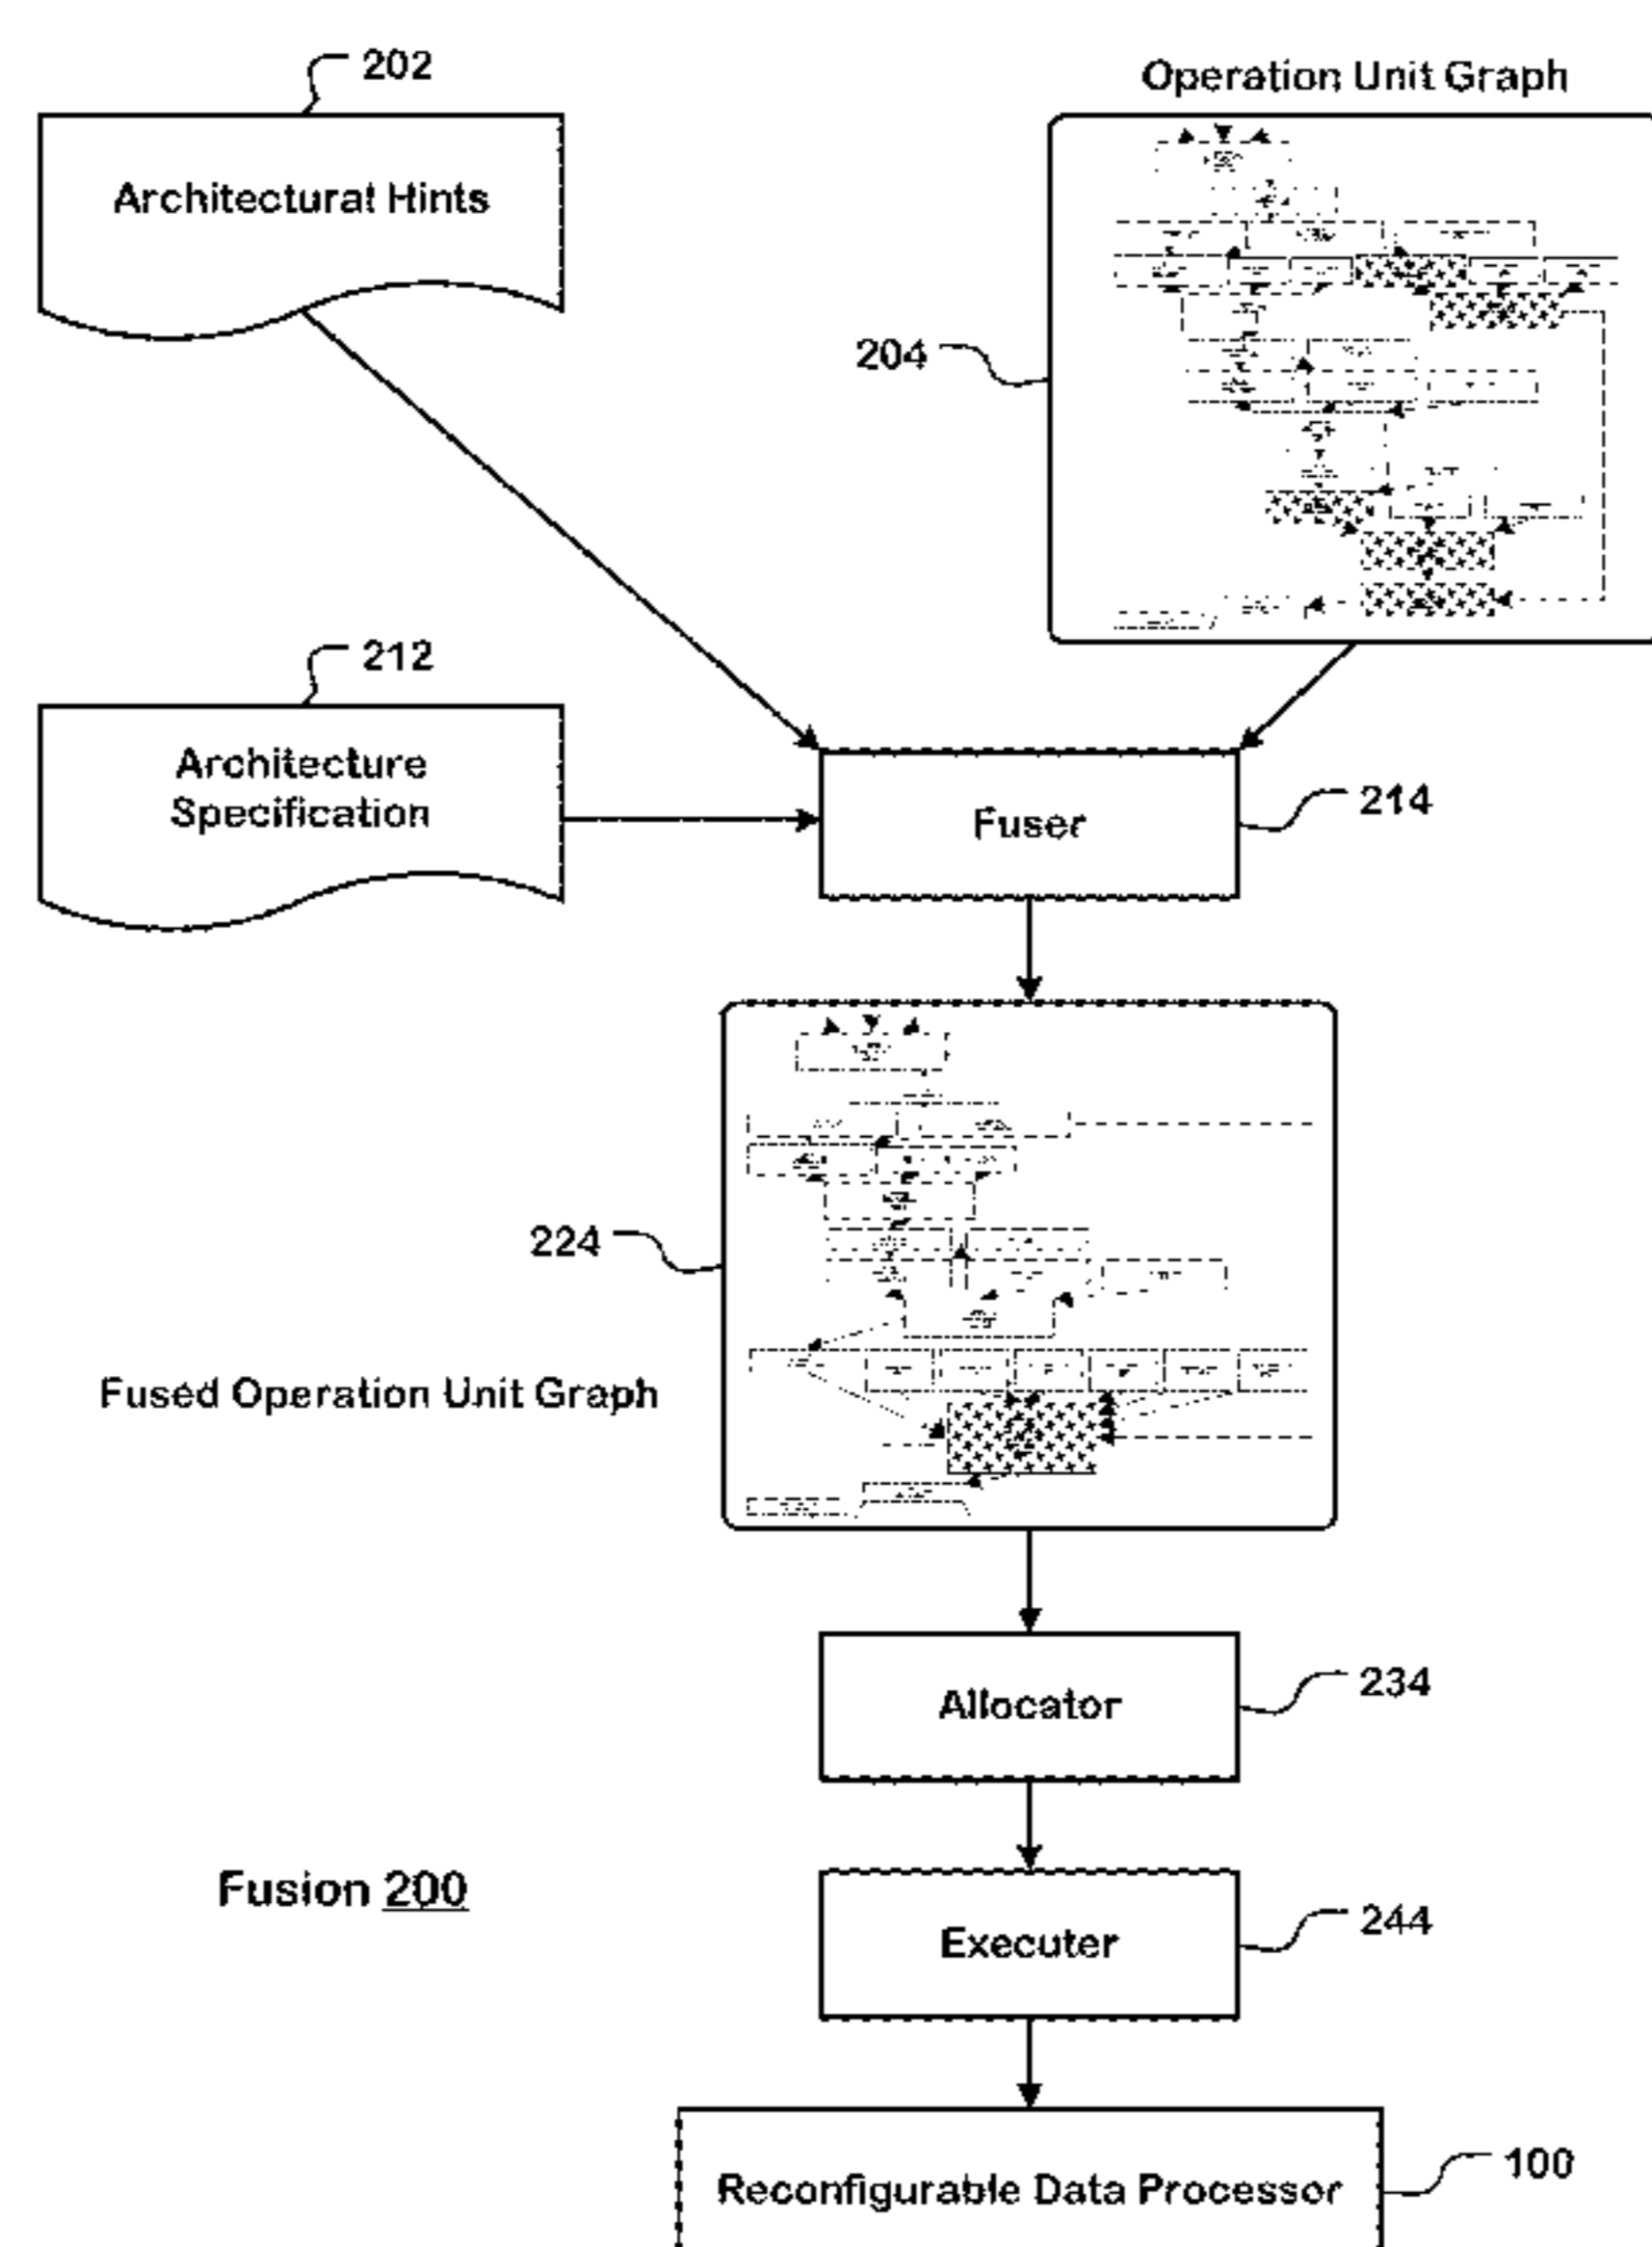 202
Operation Unit Graph
Architectural Hints
204
212
Architecture
Specification
Fuser
214
224
Fused Operation Unit Graph
Allocator
234
Fusion 200
Executer
244
Reconfigurable Data Processor
100